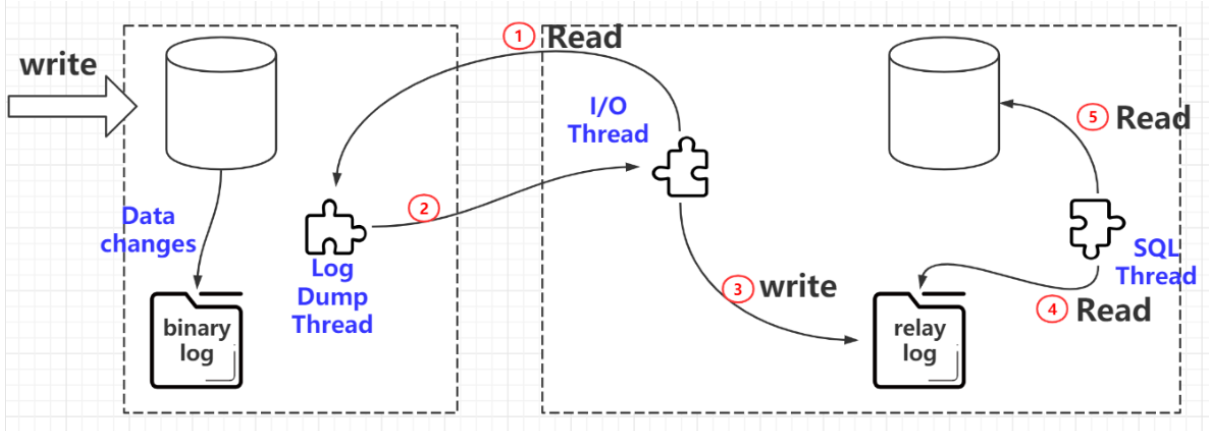 write
Data
changes
binary
log
Log
Dump
Thread
1 Read
2
I/O
Thread
3 write
relay
log
4 Read
SQL
Thread
5 Read